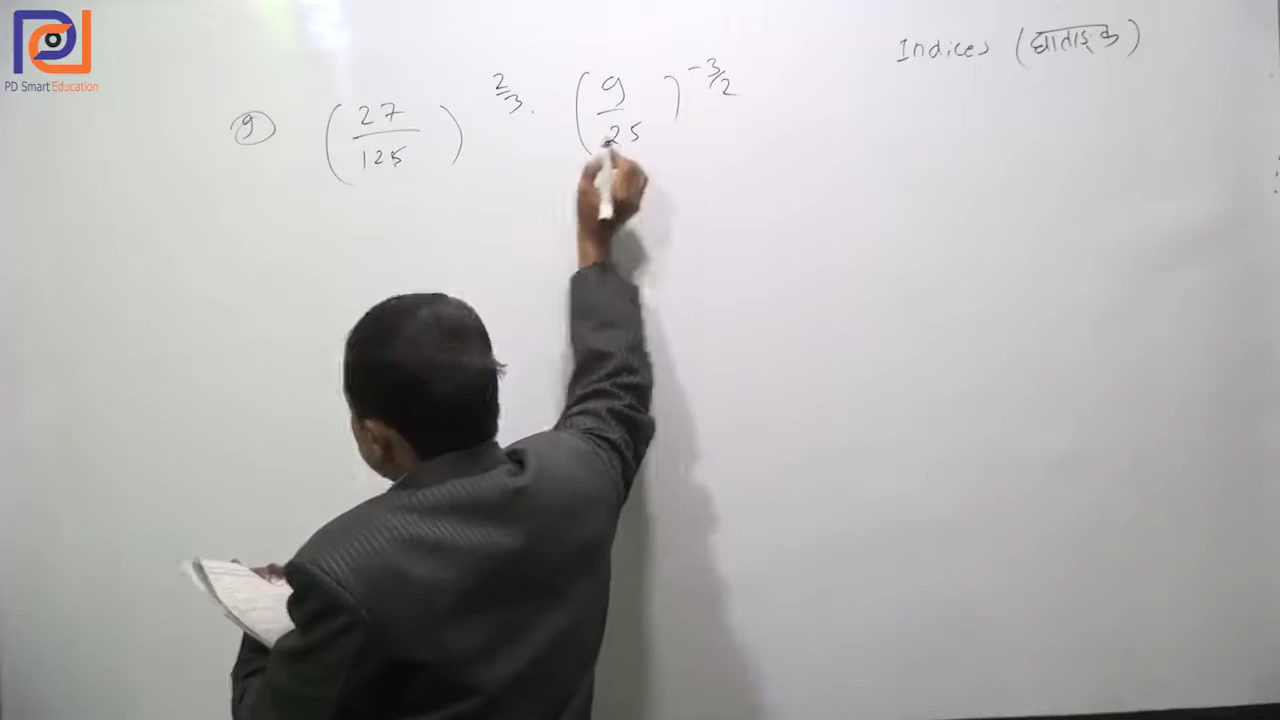 PD Smart Education
Indices (घाताङ्क)
9 (27/125)^2/3 . (9/25)^-3/2